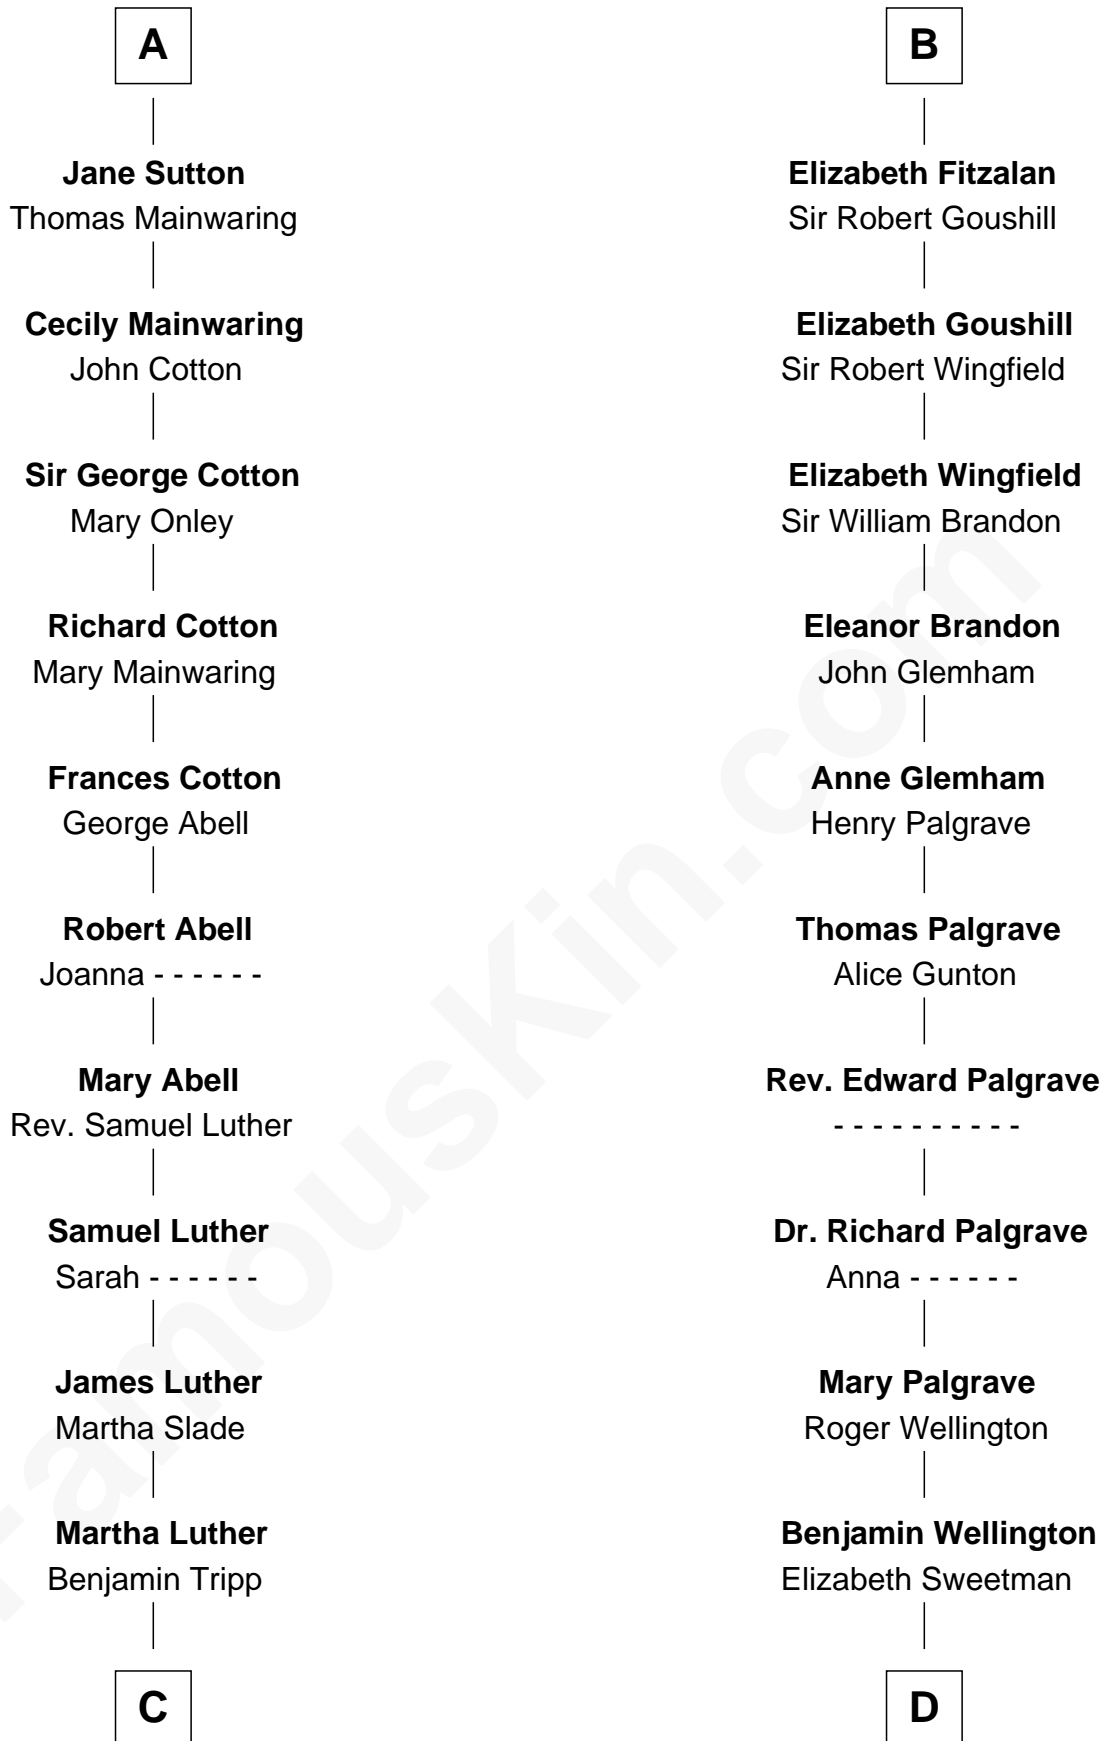 A
Jane Sutton
Thomas Mainwaring
Cecily Mainwaring
John Cotton
Sir George Cotton
Mary Onley
Richard Cotton
Mary Mainwaring
Frances Cotton
George Abell
Robert Abell
Joanna - - - - - -
Mary Abell
Rev. Samuel Luther
Samuel Luther
Sarah - - - - - -
James Luther
Martha Slade
Martha Luther
Benjamin Tripp
C
B
Elizabeth Fitzalan
Sir Robert Goushill
Elizabeth Goushill
Sir Robert Wingfield
Elizabeth Wingfield
Sir William Brandon
Eleanor Brandon
John Glemham
Anne Glemham
Henry Palgrave
Thomas Palgrave
Alice Gunton
Rev. Edward Palgrave
- - - - - - - - - -
Dr. Richard Palgrave
Anna - - - - - -
Mary Palgrave
Roger Wellington
Benjamin Wellington
Elizabeth Sweetman
D
FamousKin.com